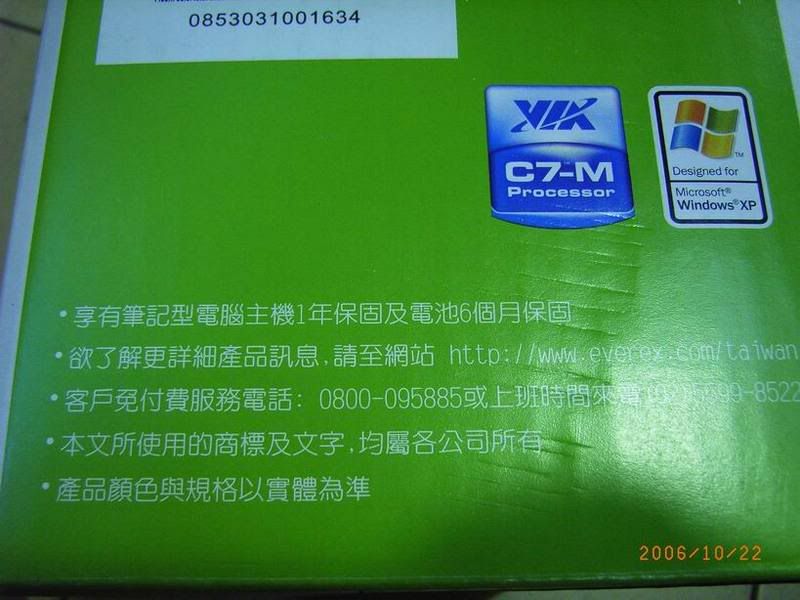 0853031001634
VIA
C7-M
Processor
Designed for
Microsoft®
Windows®XP
•享有筆記型電腦主機1年保固及電池6個月保固
•欲了解更詳細產品訊息,請至網站 http://www.everex.com/taiwan
•客戶免付費服務電話: 0800-095885或上班時間來電 5599-8522
•本文所使用的商標及文字,均屬各公司所有
•產品顏色與規格以實體為準
2006/10/22